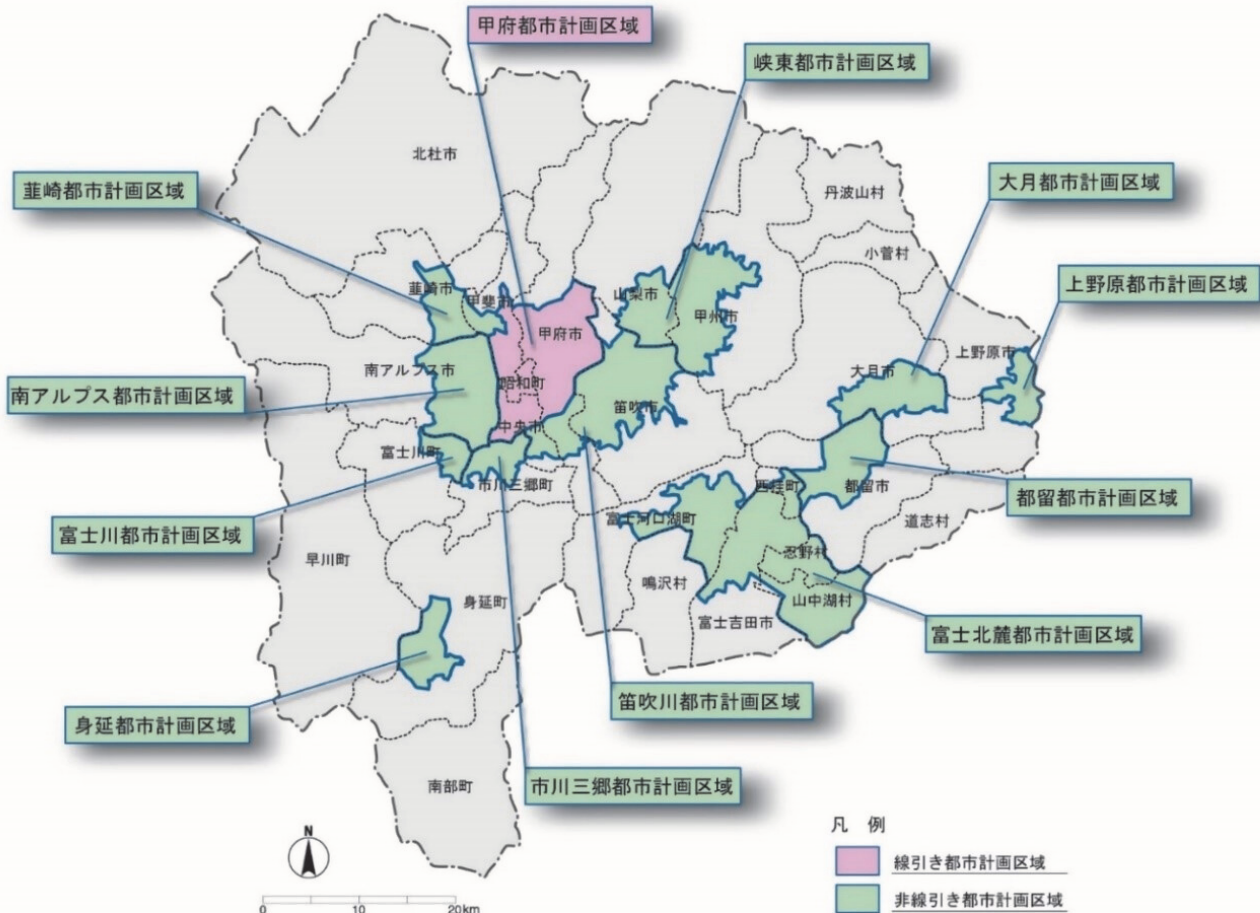 甲府都市計画区域
峡東都市計画区域
北杜市
韮崎都市計画区域
大月都市計画区域
丹波山村
小菅村
上野原都市計画区域
韮崎市
甲斐市
山梨市
甲州市
甲府市
上野原市
南アルプス市
大月市
南アルプス都市計画区域
昭和町
笛吹市
中央市
富士川町
市川三郷町
西桂町
都留市
都留都市計画区域
富士川都市計画区域
富士河口湖町
道志村
早川町
忍野村
鳴沢村
身延町
山中湖村
富士吉田市
富士北麓都市計画区域
笛吹川都市計画区域
身延都市計画区域
市川三郷都市計画区域
南部町
凡 例
N
線引き都市計画区域
非線引き都市計画区域
0 10 20km